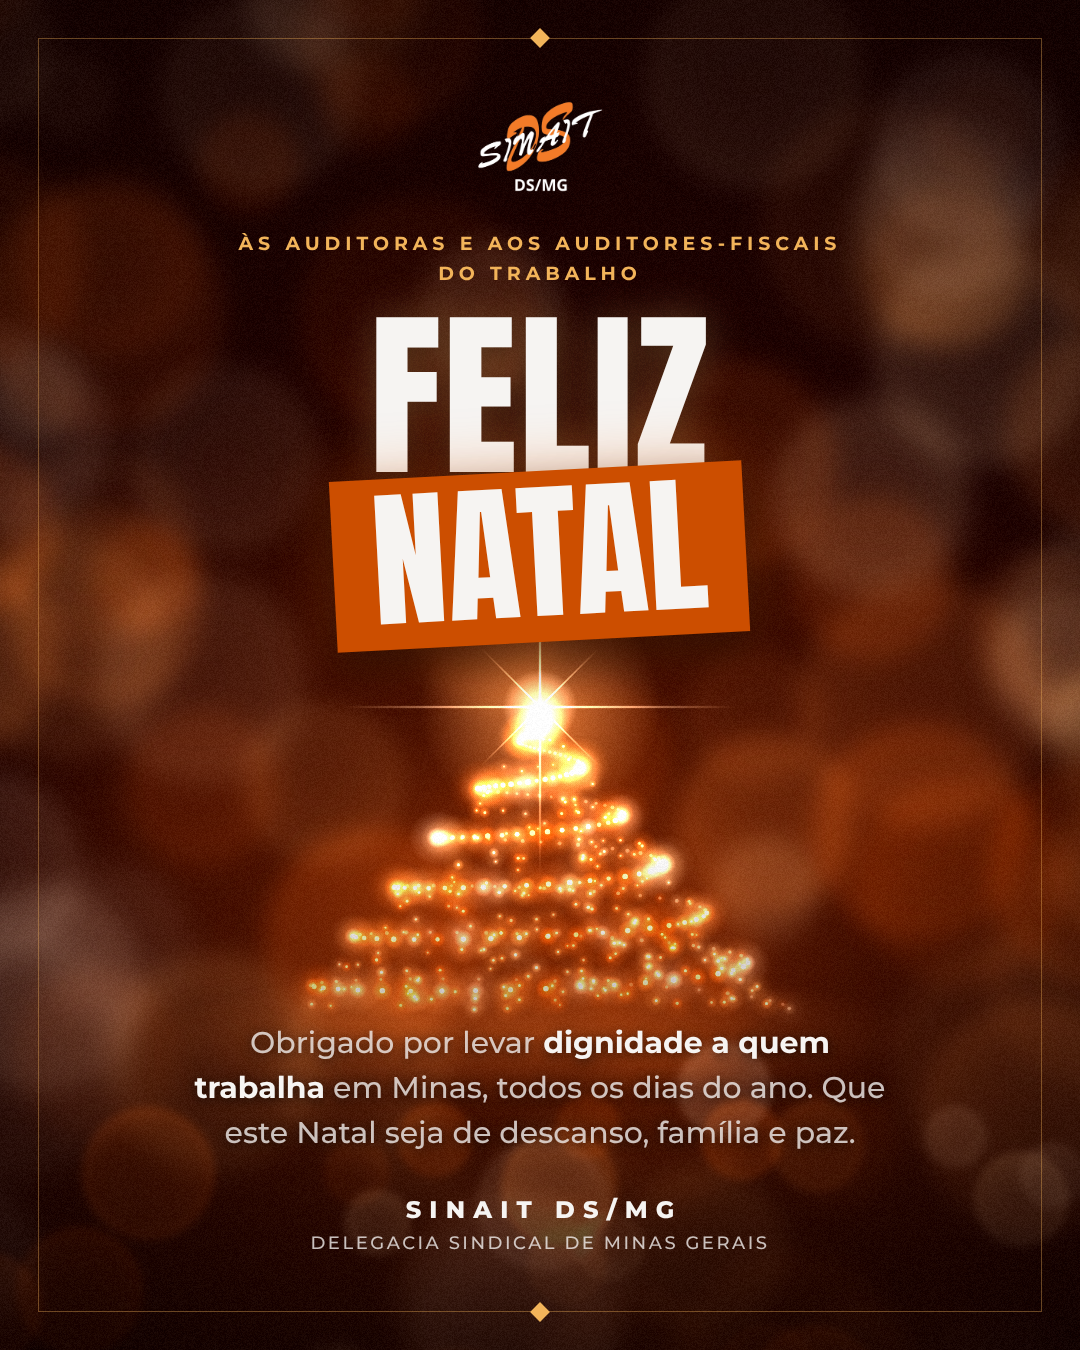 SINAIT
DS/MG
ÀS AUDITORAS E AOS AUDITORES-FISCAIS
DO TRABALHO
FELIZ
NATAL
Obrigado por levar dignidade a quem
trabalha em Minas, todos os dias do ano. Que
este Natal seja de descanso, família e paz.
SINAIT DS/MG
DELEGACIA SINDICAL DE MINAS GERAIS